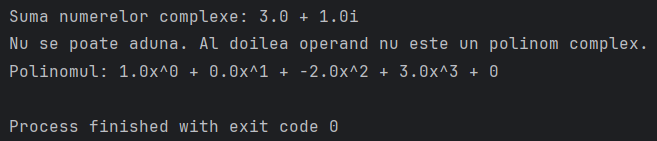 Suma numerelor complexe: 3.0 + 1.0i
Nu se poate aduna. Al doilea operand nu este un polinom complex.
Polinomul: 1.0x^0 + 0.0x^1 + -2.0x^2 + 3.0x^3 + 0
Process finished with exit code 0